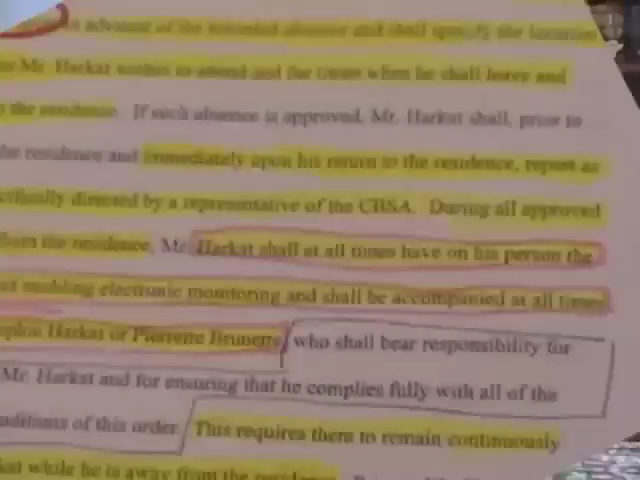 in advance of the intended absence and shall specify the location
Mr. Harkat wishes to attend and the times when he shall leave and
the residence. If such absence is approved, Mr. Harkat shall, prior to
the residence and immediately upon his return to the residence, report as
directed by a representative of the CBSA. During all approved
from the residence, Mr. Harkat shall at all times have on his person the
enabling electronic monitoring and shall be accompanied at all times
Harkat or Pierrette Brunette who shall bear responsibility for
Mr. Harkat and for ensuring that he complies fully with all of the
of this order. This requires them to remain continuously
while he is away from the residence.